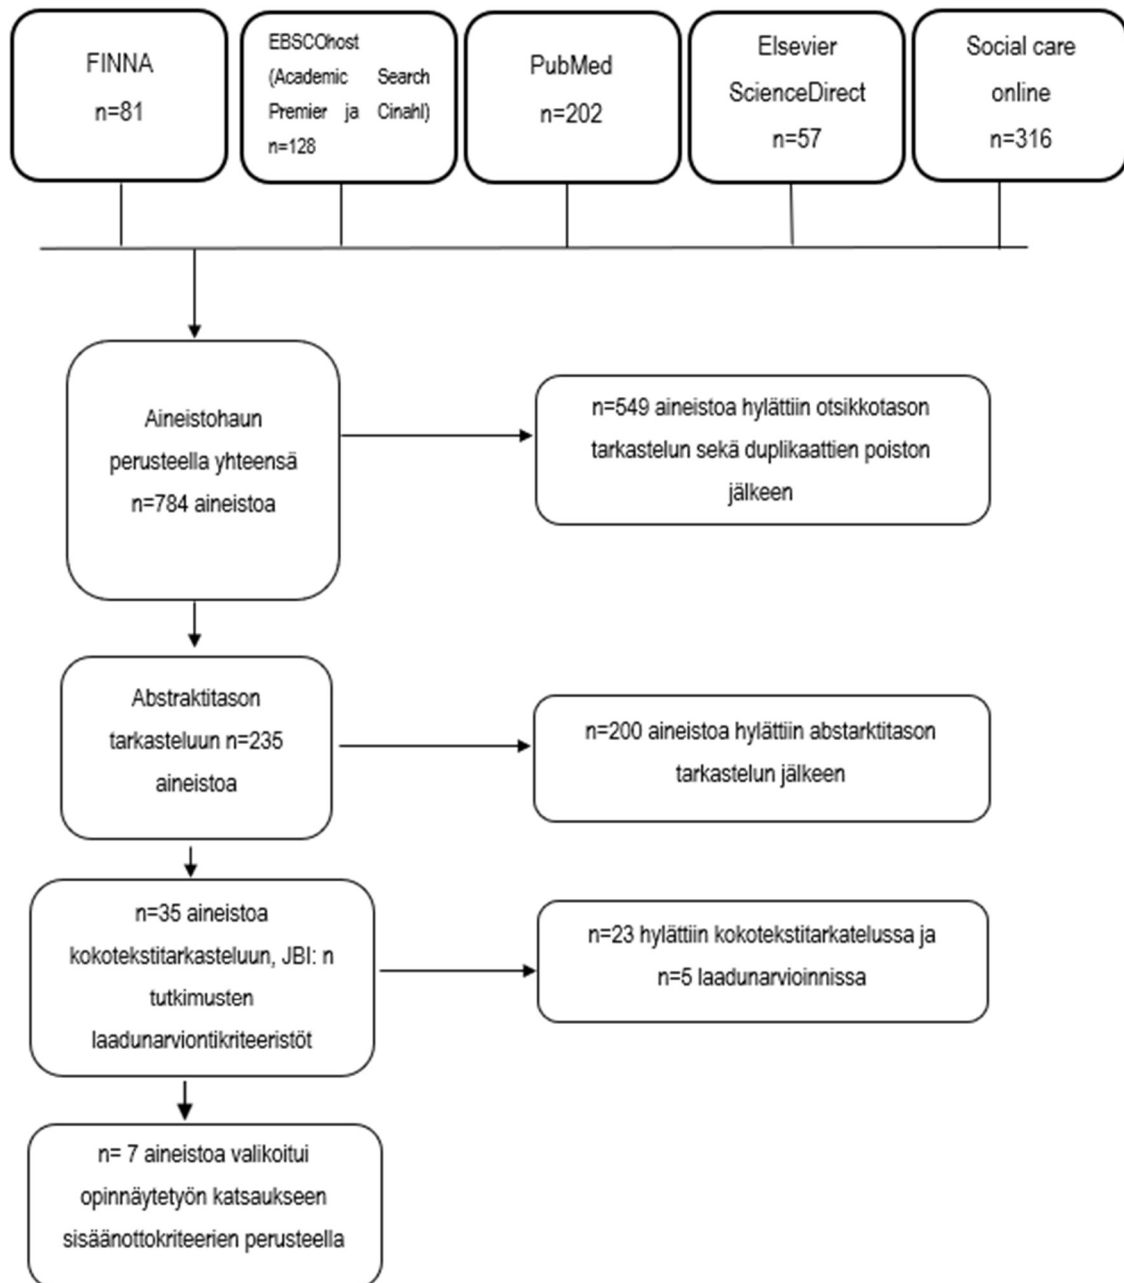 FINNA
n=81
EBSCOhost
(Academic Search
Premier ja Cinahl)
n=128
PubMed
n=202
Elsevier
ScienceDirect
n=57
Social care
online
n=316
Aineistohaun
perusteella yhteensä
n=784 aineistoa
n=549 aineistoa hylättiin otsikkotason
tarkastelun sekä duplikaattien poiston
jälkeen
Abstraktitason
tarkasteluun n=235
aineistoa
n=200 aineistoa hylättiin abstarktitason
tarkastelun jälkeen
n=35 aineistoa
kokotekstitarkasteluun, JBI: n
tutkimusten
laadunarviontikriteeristöt
n=23 hylättiin kokotekstitarkatelussa ja
n=5 laadunarvioinnissa
n= 7 aineistoa valikoitui
opinnäytetyön katsaukseen
sisäänottokriteerien perusteella